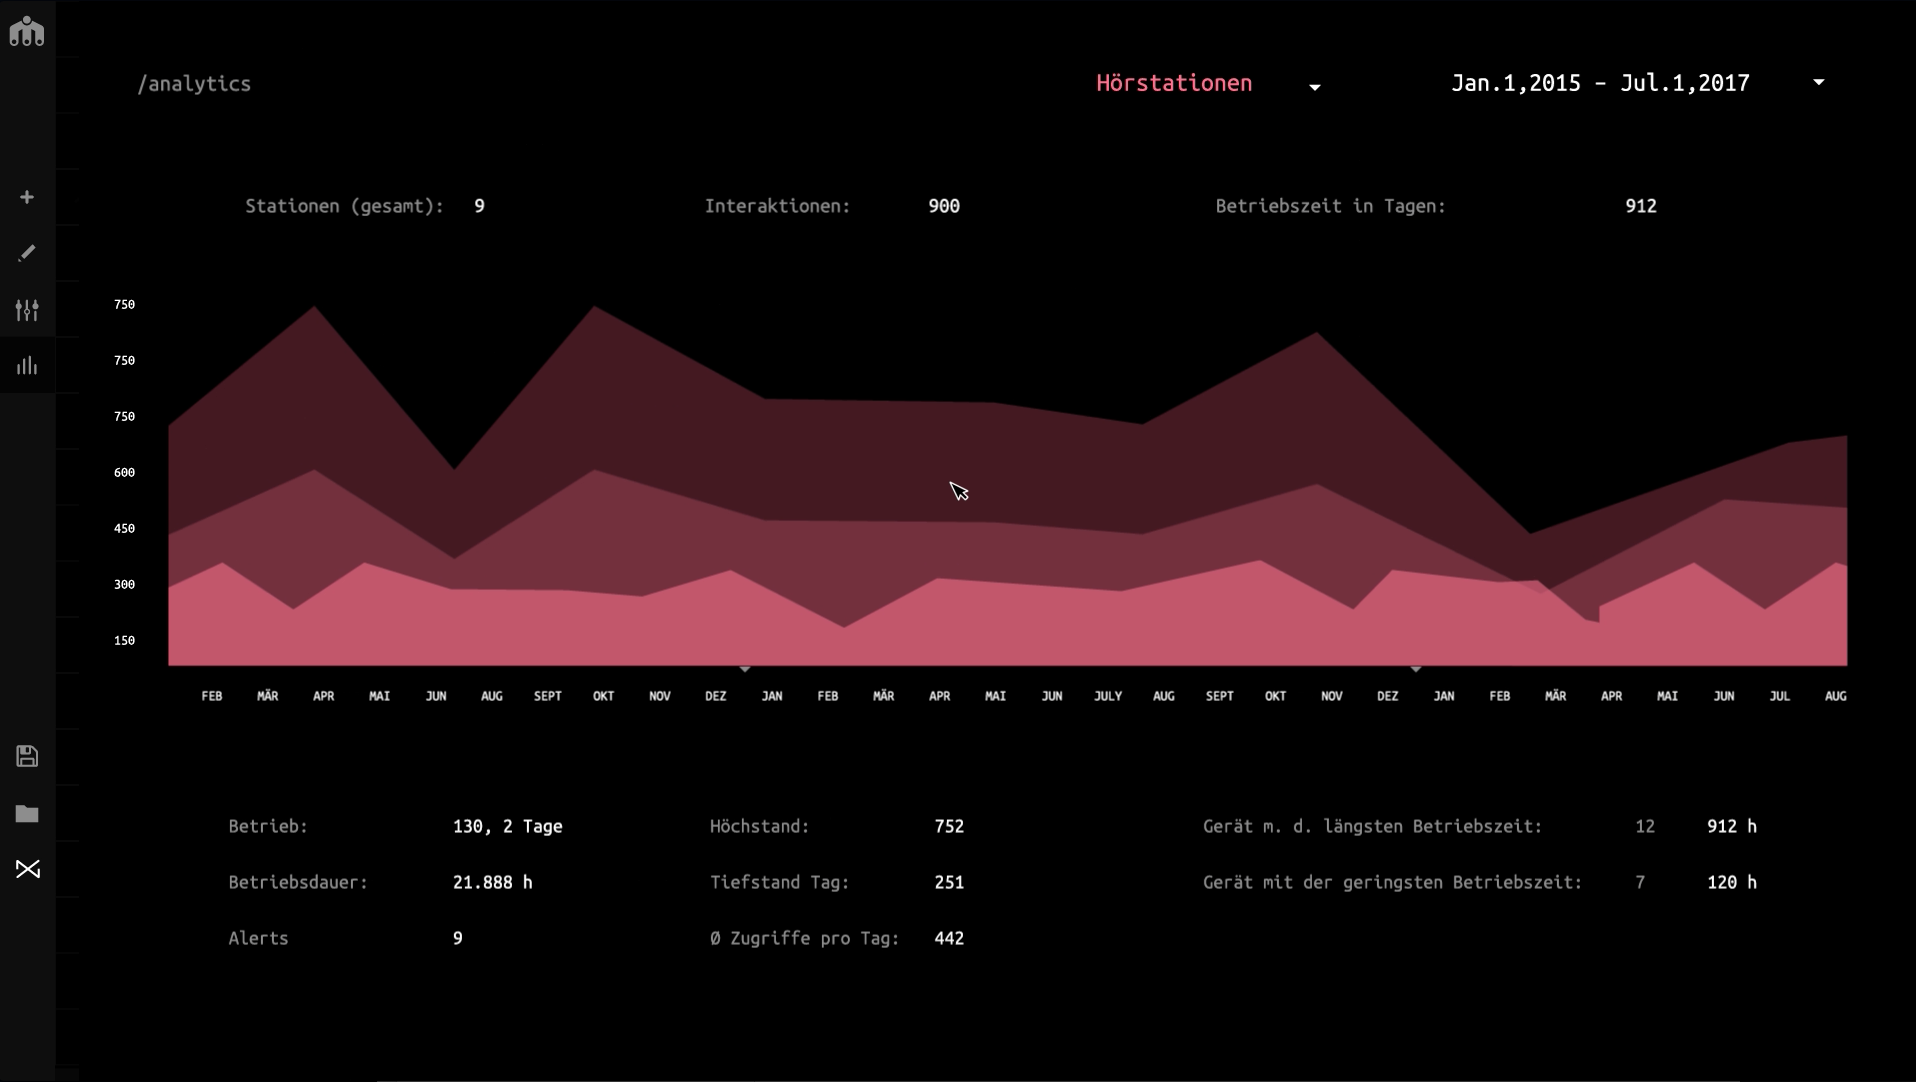 /analytics Hörstationen Jan.1,2015 – Jul.1,2017
Stationen (gesamt): 9 Interaktionen: 900 Betriebszeit in Tagen: 912
750
750
750
600
450
300
150
FEB MÄR APR MAI JUN AUG SEPT OKT NOV DEZ JAN FEB MÄR APR MAI JUN JULY AUG SEPT OKT NOV DEZ JAN FEB MÄR APR MAI JUN JUL AUG
Betrieb: 130, 2 Tage Höchstand: 752 Gerät m. d. längsten Betriebszeit: 12 912 h
Betriebsdauer: 21.888 h Tiefstand Tag: 251 Gerät mit der geringsten Betriebszeit: 7 120 h
Alerts 9 Ø Zugriffe pro Tag: 442